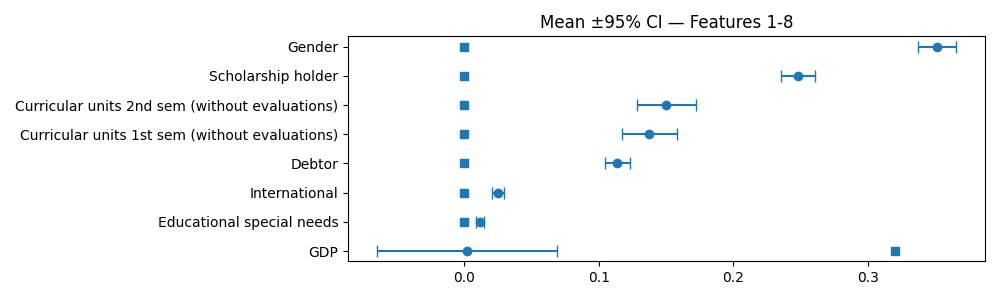 Mean ±95% CI — Features 1-8
Gender
Scholarship holder
Curricular units 2nd sem (without evaluations)
Curricular units 1st sem (without evaluations)
Debtor
International
Educational special needs
GDP
0.0 0.1 0.2 0.3